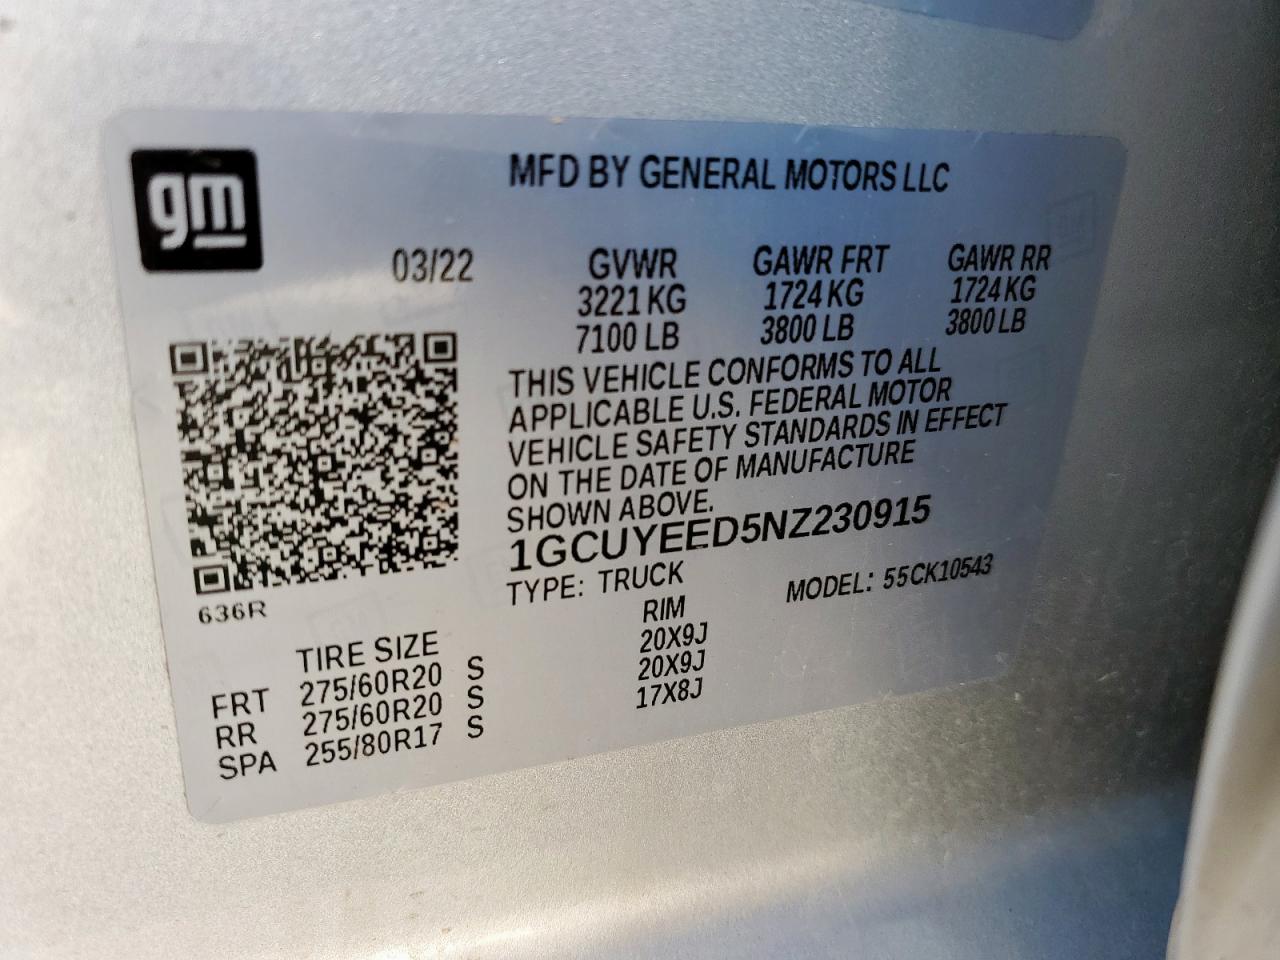 gm
MFD BY GENERAL MOTORS LLC
03/22 GVWR GAWR FRT GAWR RR
3221 KG 1724 KG 1724 KG
7100 LB 3800 LB 3800 LB
THIS VEHICLE CONFORMS TO ALL
APPLICABLE U.S. FEDERAL MOTOR
VEHICLE SAFETY STANDARDS IN EFFECT
ON THE DATE OF MANUFACTURE
SHOWN ABOVE.
1GCUYEED5NZ230915
TYPE: TRUCK MODEL: 55CK10543
636R
TIRE SIZE RIM
FRT 275/60R20 S 20X9J
RR 275/60R20 S 20X9J
SPA 255/80R17 S 17X8J